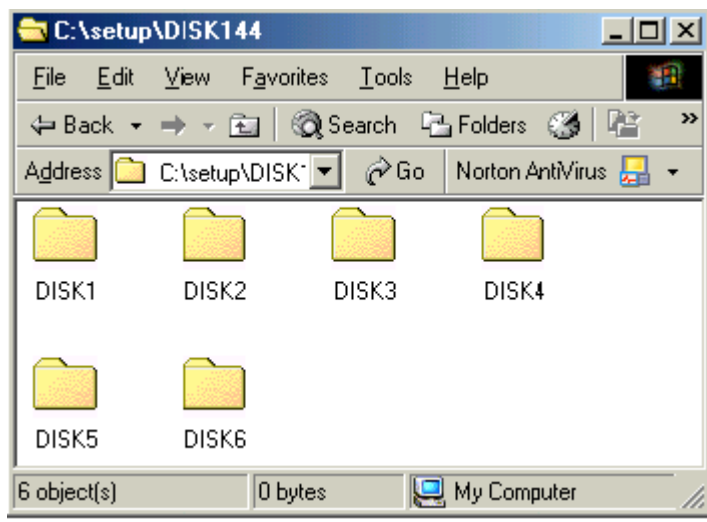 C:\setup\DISK144
File Edit View Favorites Tools Help
Back Search Folders »
Address C:\setup\DISK Go Norton AntiVirus
DISK1 DISK2 DISK3 DISK4
DISK5 DISK6
6 object(s) 0 bytes My Computer